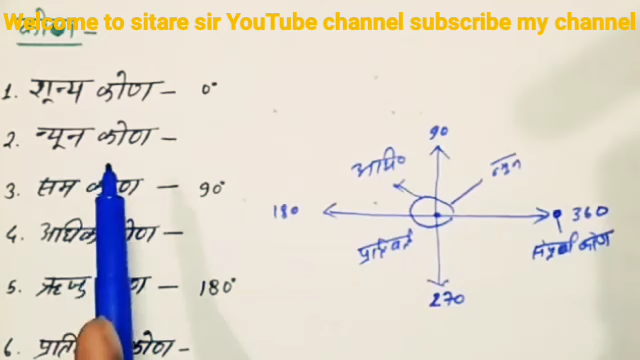 Welcome to sitare sir YouTube channel subscribe my channel
कोण -
1. शून्य कोण - 0°
2. न्यून कोण -
3. सम कोण - 90°
4. अधिक कोण -
5. ऋजु कोण - 180°
6. कोण -
90
अधि०
न्यून
180
360
प्रतिवर्ती
संपूर्ण कोण
270